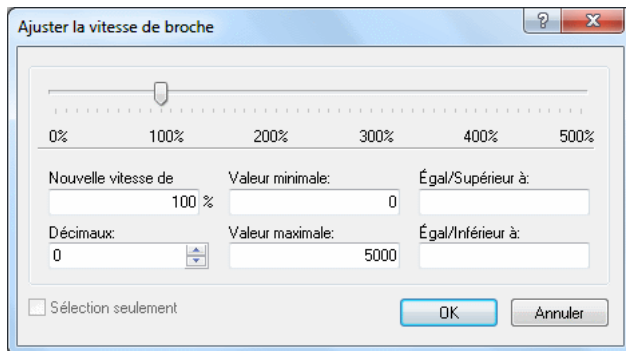 Ajuster la vitesse de broche
0% 100% 200% 300% 400% 500%
Nouvelle vitesse de Valeur minimale: Égal/Supérieur à:
100 % 0
Décimaux: Valeur maximale: Égal/Inférieur à:
0 5000
Sélection seulement OK Annuler